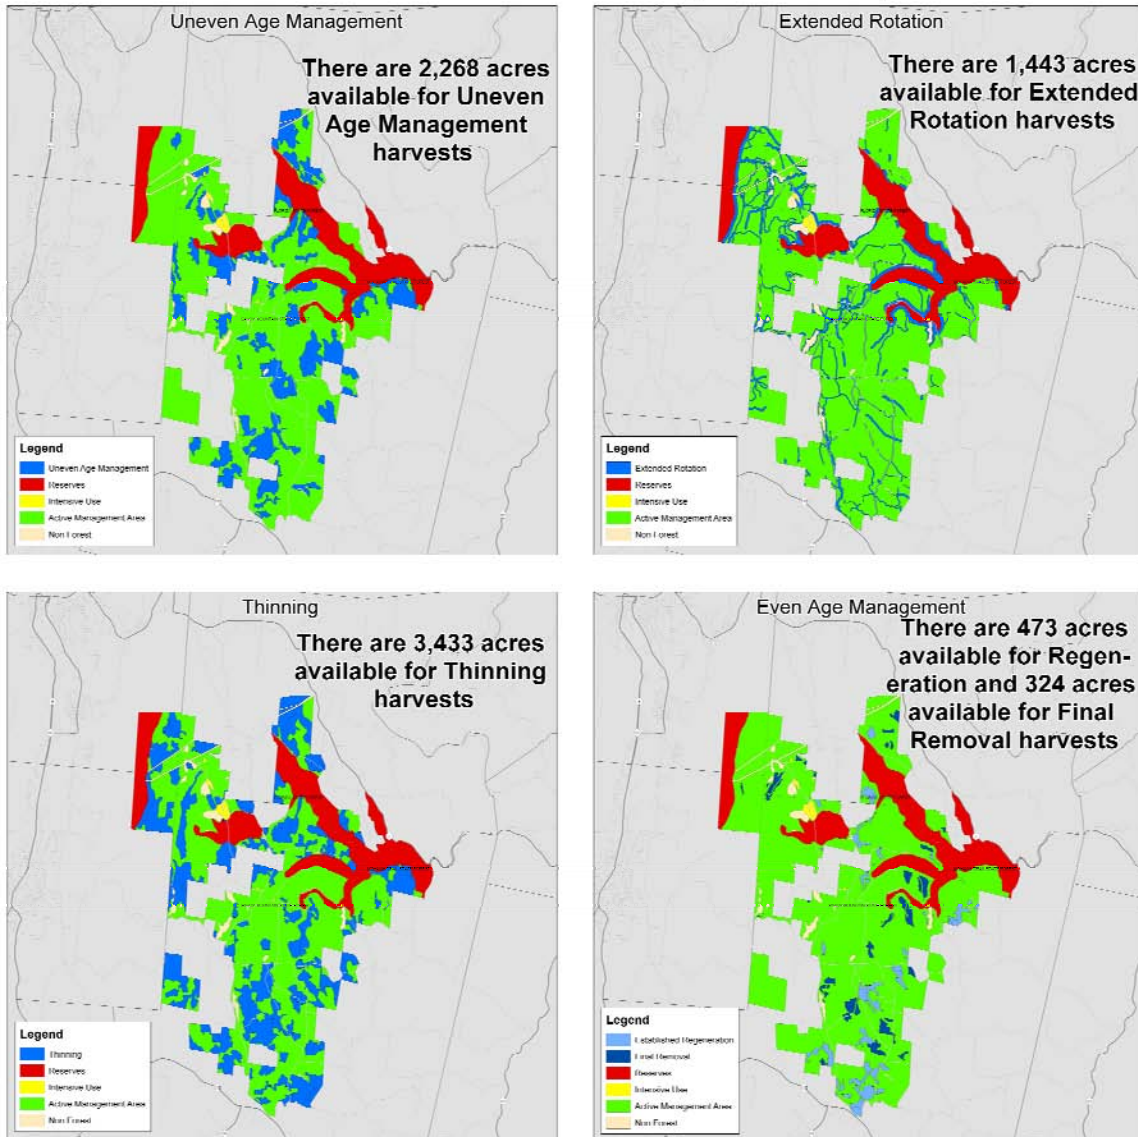 Uneven Age Management
There are 2,268 acres
available for Uneven
Age Management
harvests
Legend
Uneven Age Management
Reserves
Intensive Use
Active Management Area
Non Forest
Extended Rotation
There are 1,443 acres
available for Extended
Rotation harvests
Legend
Extended Rotation
Reserves
Intensive Use
Active Management Area
Non Forest
Thinning
There are 3,433 acres
available for Thinning
harvests
Legend
Thinning
Reserves
Intensive Use
Active Management Area
Non Forest
Even Age Management
There are 473 acres
available for Regen-
eration and 324 acres
available for Final
Removal harvests
Legend
Established Regeneration
Final Removal
Reserves
Intensive Use
Active Management Area
Non Forest